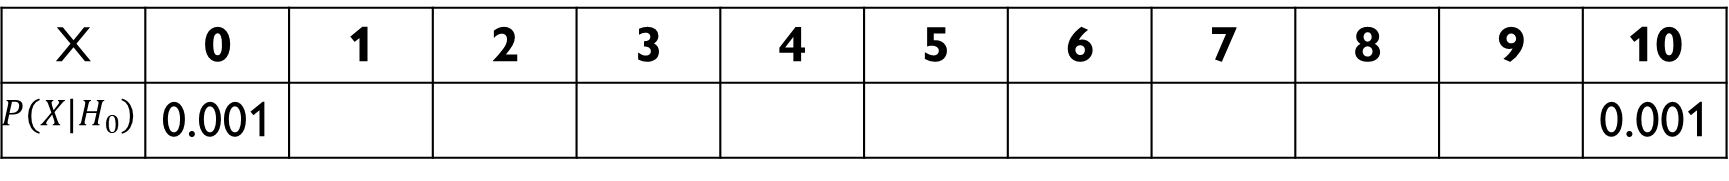 X 0 1 2 3 4 5 6 7 8 9 10
P(X|H₀) 0.001 0.001